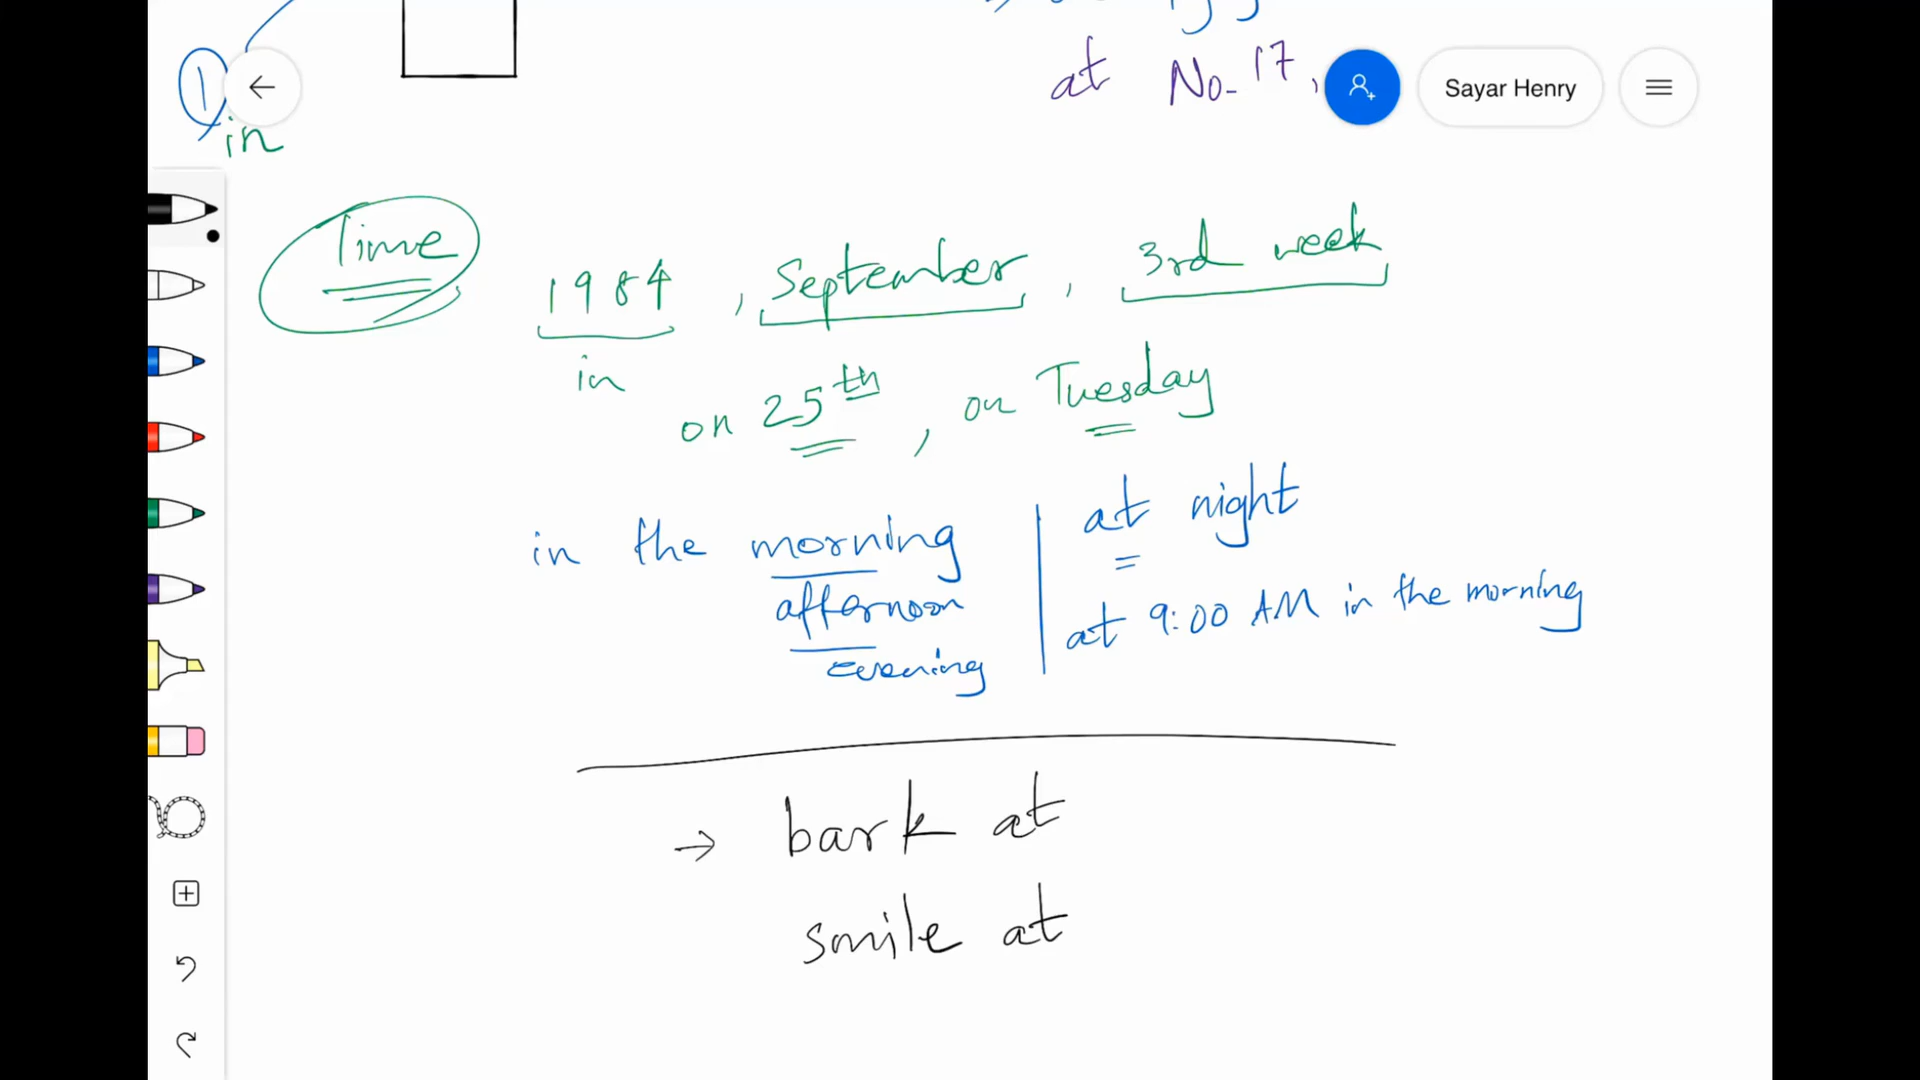 at No. 17,
Sayar Henry
1
in
Time
1984, September, 3rd week
in
on 25th, on Tuesday
in the morning
afternoon
evening
at night
at 9:00 AM in the morning
→ bark at
smile at